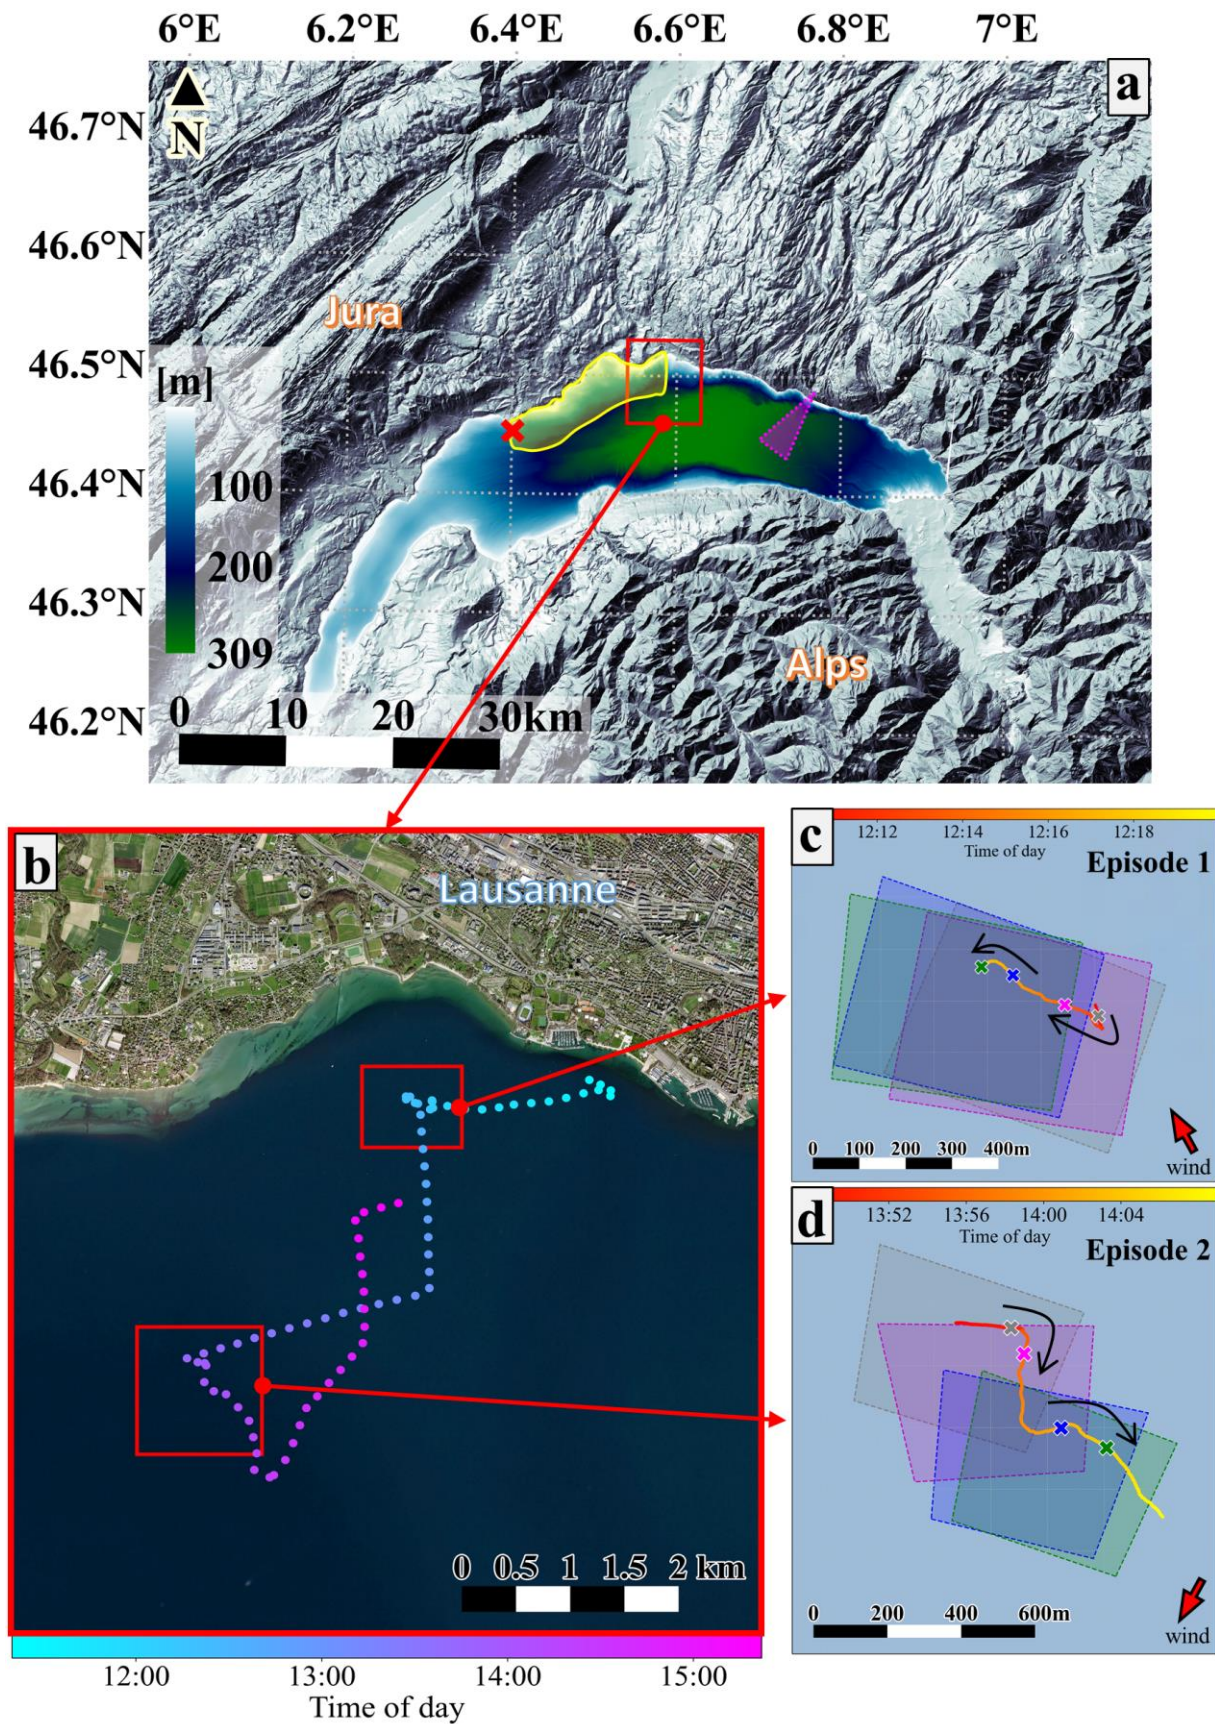 6°E 6.2°E 6.4°E 6.6°E 6.8°E 7°E
a
N
46.7°N
46.6°N
Jura
46.5°N
[m]
46.4°N
100
200
46.3°N
309
Alps
46.2°N
0 10 20 30km
b
Lausanne
0 0.5 1 1.5 2 km
12:00 13:00 14:00 15:00
Time of day
c
12:12 12:14 12:16 12:18
Time of day
Episode 1
0 100 200 300 400m
wind
d
13:52 13:56 14:00 14:04
Time of day
Episode 2
0 200 400 600m
wind